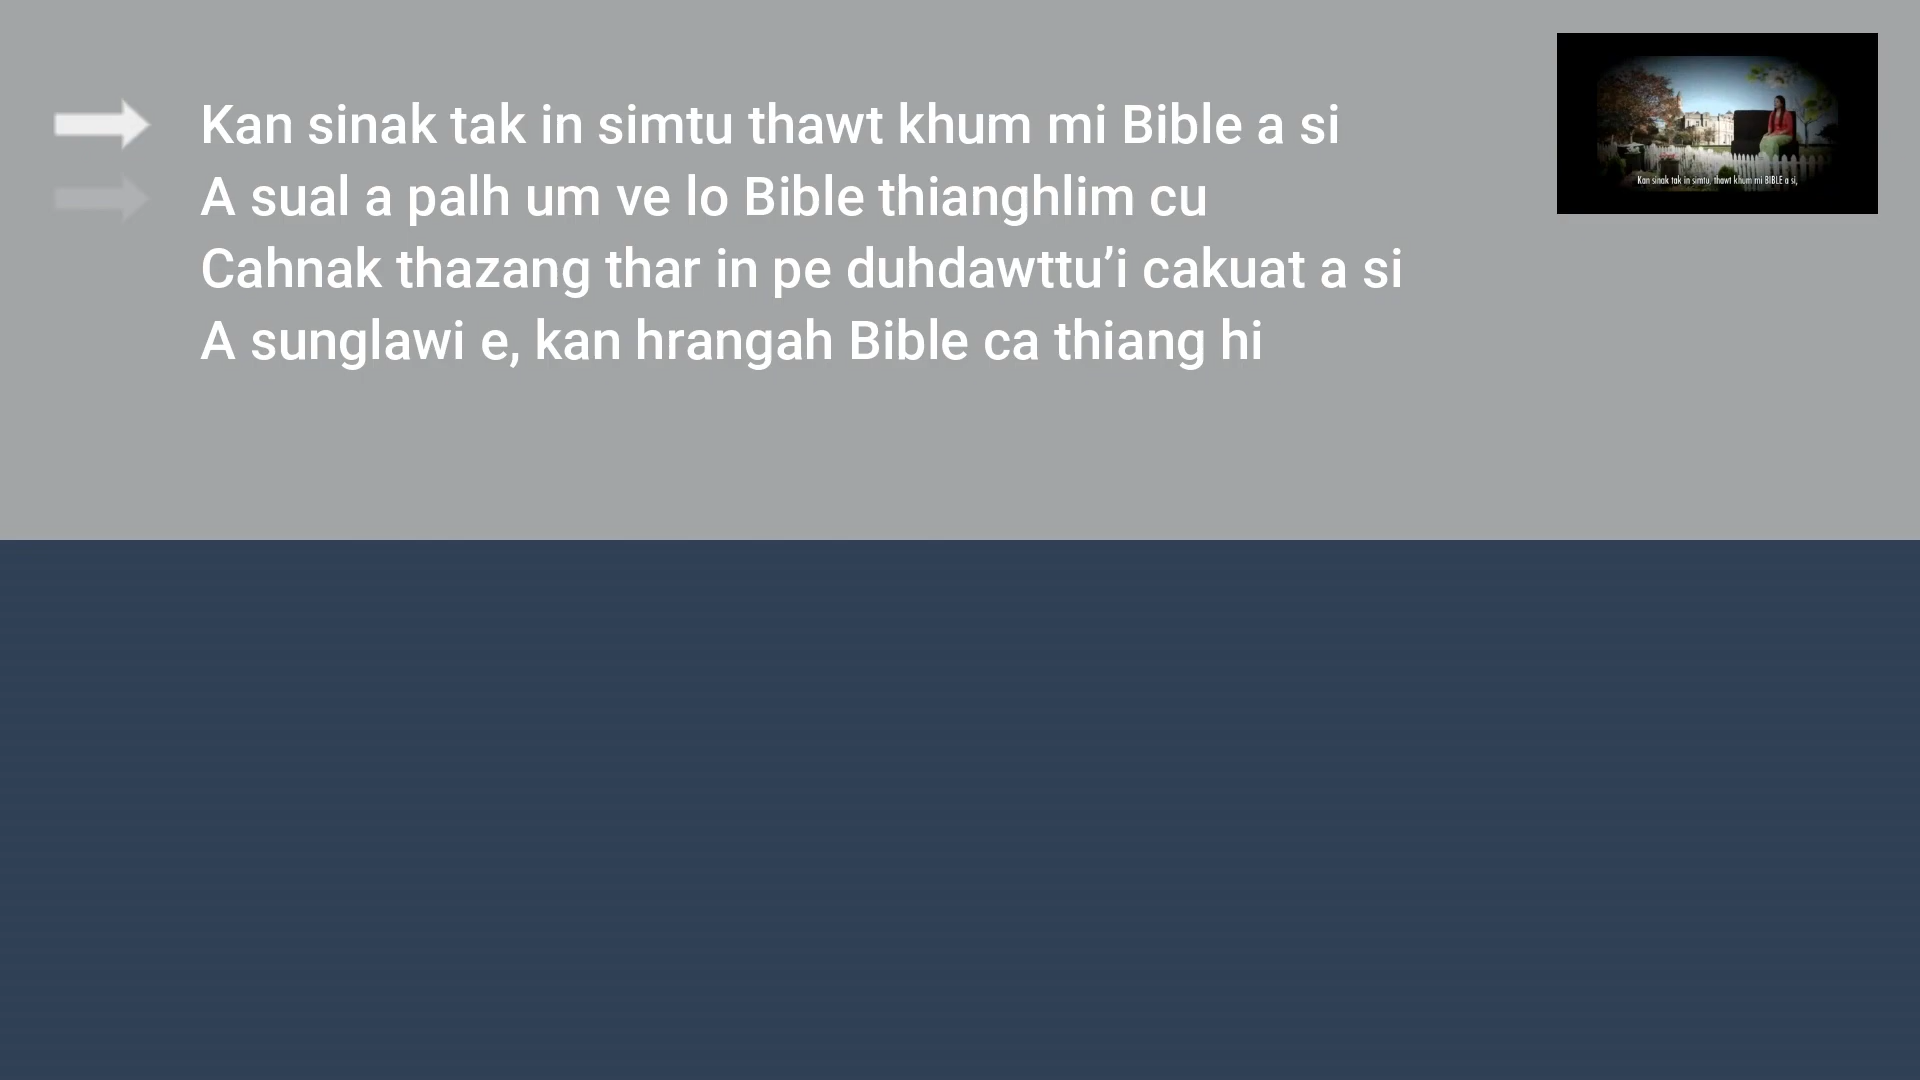 Kan sinak tak in simtu thawt khum mi Bible a si
A sual a palh um ve lo Bible thianghlim cu
Cahnak thazang thar in pe duhdawttu’i cakuat a si
A sunglawi e, kan hrangah Bible ca thiang hi
Kan sinak tak in simtu, thawt khum mi BIBLE a si,